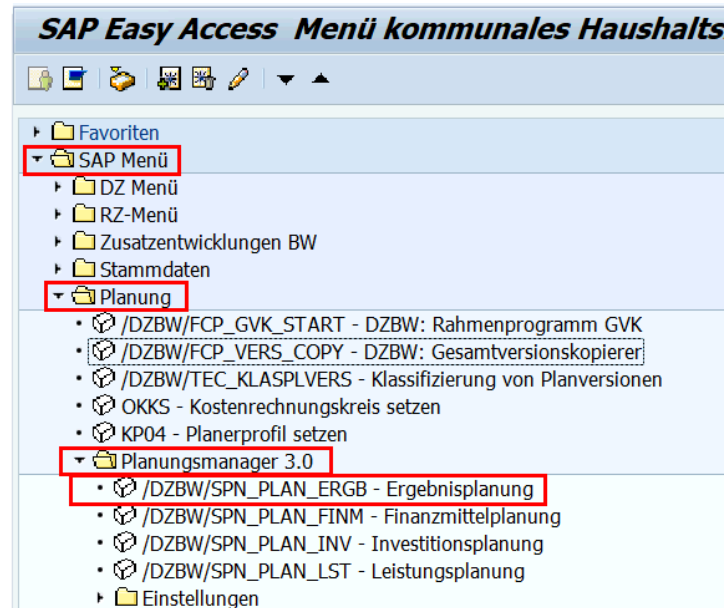 SAP Easy Access Menü kommunales Haushalts
Favoriten
SAP Menü
DZ Menü
RZ-Menü
Zusatzentwicklungen BW
Stammdaten
Planung
/DZBW/FCP_GVK_START - DZBW: Rahmenprogramm GVK
/DZBW/FCP_VERS_COPY - DZBW: Gesamtversionskopierer
/DZBW/TEC_KLASPLVERS - Klassifizierung von Planversionen
OKKS - Kostenrechnungskreis setzen
KP04 - Planerprofil setzen
Planungsmanager 3.0
/DZBW/SPN_PLAN_ERGB - Ergebnisplanung
/DZBW/SPN_PLAN_FINM - Finanzmittelplanung
/DZBW/SPN_PLAN_INV - Investitionsplanung
/DZBW/SPN_PLAN_LST - Leistungsplanung
Einstellungen